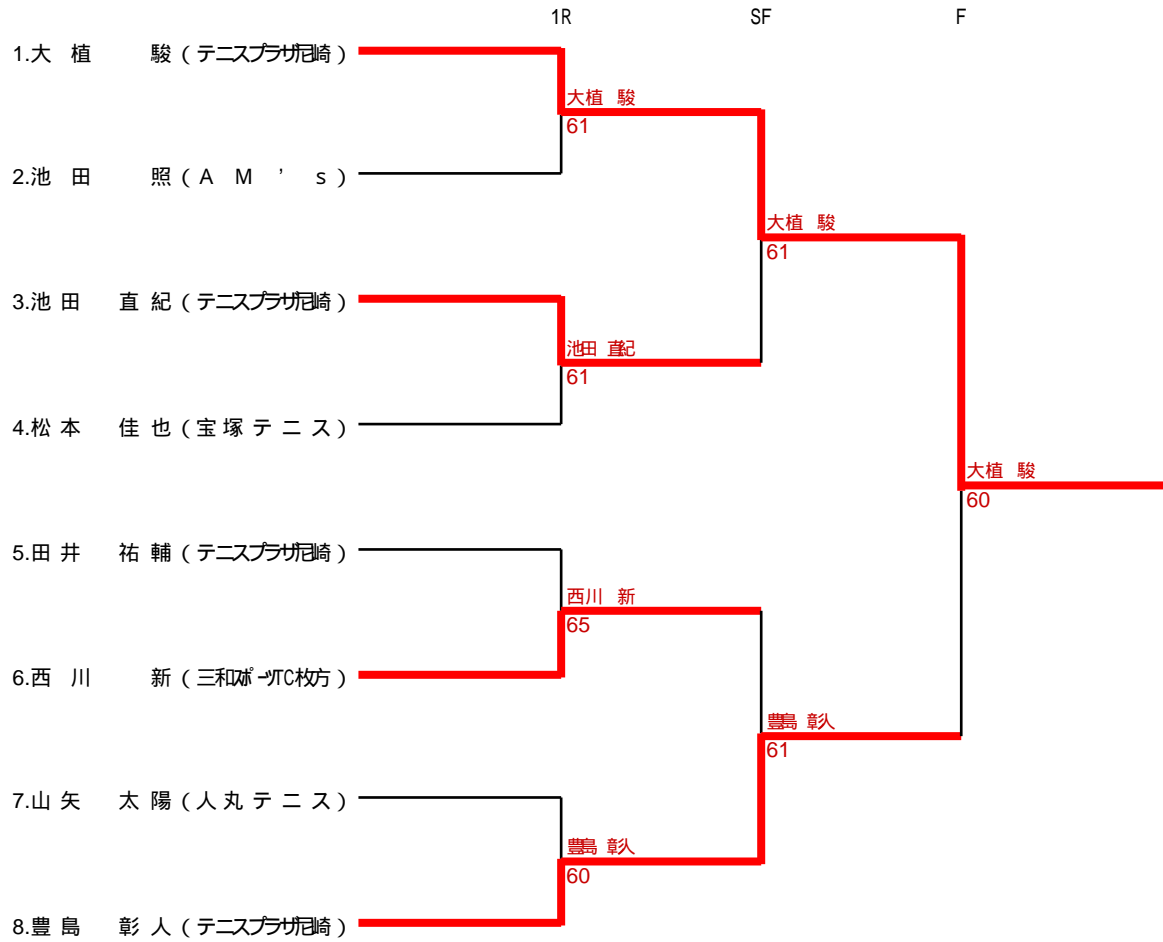 1R SF F
1.大 植 駿(テニスプラザ尼崎)
大植 駿
61
2.池 田 照(AM's)
大植 駿
61
3.池 田 直 紀(テニスプラザ尼崎)
池田 直紀
61
4.松 本 佳 也(宝塚テニス)
大植 駿
60
5.田 井 祐 輔(テニスプラザ尼崎)
西川 新
65
6.西 川 新(三和スポーツTC枚方)
豊島 彰人
61
7.山 矢 太 陽(人丸テニス)
豊島 彰人
60
8.豊 島 彰 人(テニスプラザ尼崎)